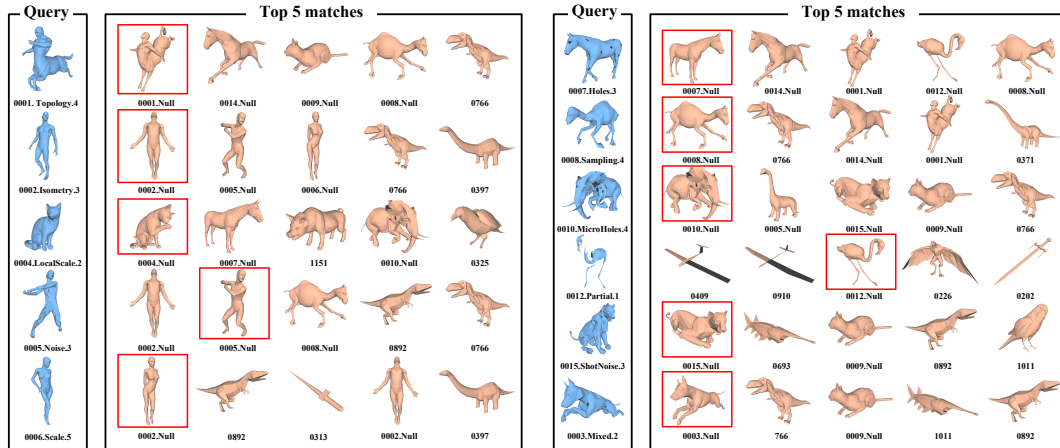 Query Top 5 matches
0001. Topology.4 0001.Null 0014.Null 0009.Null 0008.Null 0766
0002.Isometry.3 0002.Null 0005.Null 0006.Null 0766 0397
0004.LocalScale.2 0004.Null 0007.Null 1151 0010.Null 0325
0005.Noise.3 0002.Null 0005.Null 0008.Null 0892 0766
0006.Scale.5 0002.Null 0892 0313 0002.Null 0397
Query Top 5 matches
0007.Holes.3 0007.Null 0014.Null 0001.Null 0012.Null 0008.Null
0008.Sampling.4 0008.Null 0766 0014.Null 0001.Null 0371
0010.MicroHoles.4 0010.Null 0005.Null 0015.Null 0009.Null 0766
0012.Partial.1 0409 0910 0012.Null 0226 0202
0015.ShotNoise.3 0015.Null 0693 0009.Null 0892 1011
0003.Mixed.2 0003.Null 766 0009.Null 1011 0892